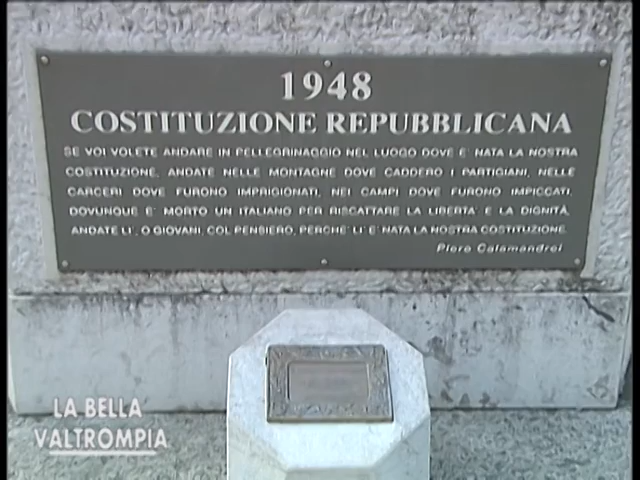 1948
COSTITUZIONE REPUBBLICANA
SE VOI VOLETE ANDARE IN PELLEGRINAGGIO NEL LUOGO DOVE E' NATA LA NOSTRA
COSTITUZIONE, ANDATE NELLE MONTAGNE DOVE CADDERO I PARTIGIANI, NELLE
CARCERI DOVE FURONO IMPRIGIONATI, NEI CAMPI DOVE FURONO IMPICCATI.
DOVUNQUE E' MORTO UN ITALIANO PER RISCATTARE LA LIBERTA' E LA DIGNITÀ,
ANDATE LI', O GIOVANI, COL PENSIERO, PERCHE' LI' E' NATA LA NOSTRA COSTITUZIONE.
Piero Calamandrei
LA BELLA
VALTROMPIA